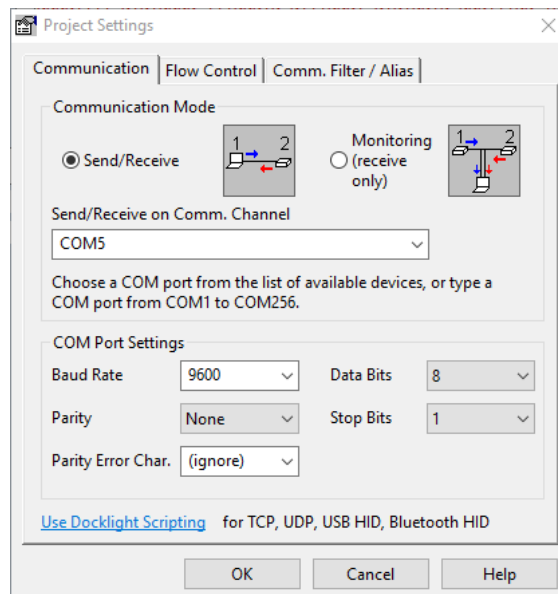 Project Settings
Communication
Flow Control
Comm. Filter / Alias
Communication Mode
Send/Receive
1 2
Monitoring
(receive
only)
1 2
Send/Receive on Comm. Channel
COM5
Choose a COM port from the list of available devices, or type a
COM port from COM1 to COM256.
COM Port Settings
Baud Rate 9600 Data Bits 8
Parity None Stop Bits 1
Parity Error Char. (ignore)
Use Docklight Scripting for TCP, UDP, USB HID, Bluetooth HID
OK Cancel Help